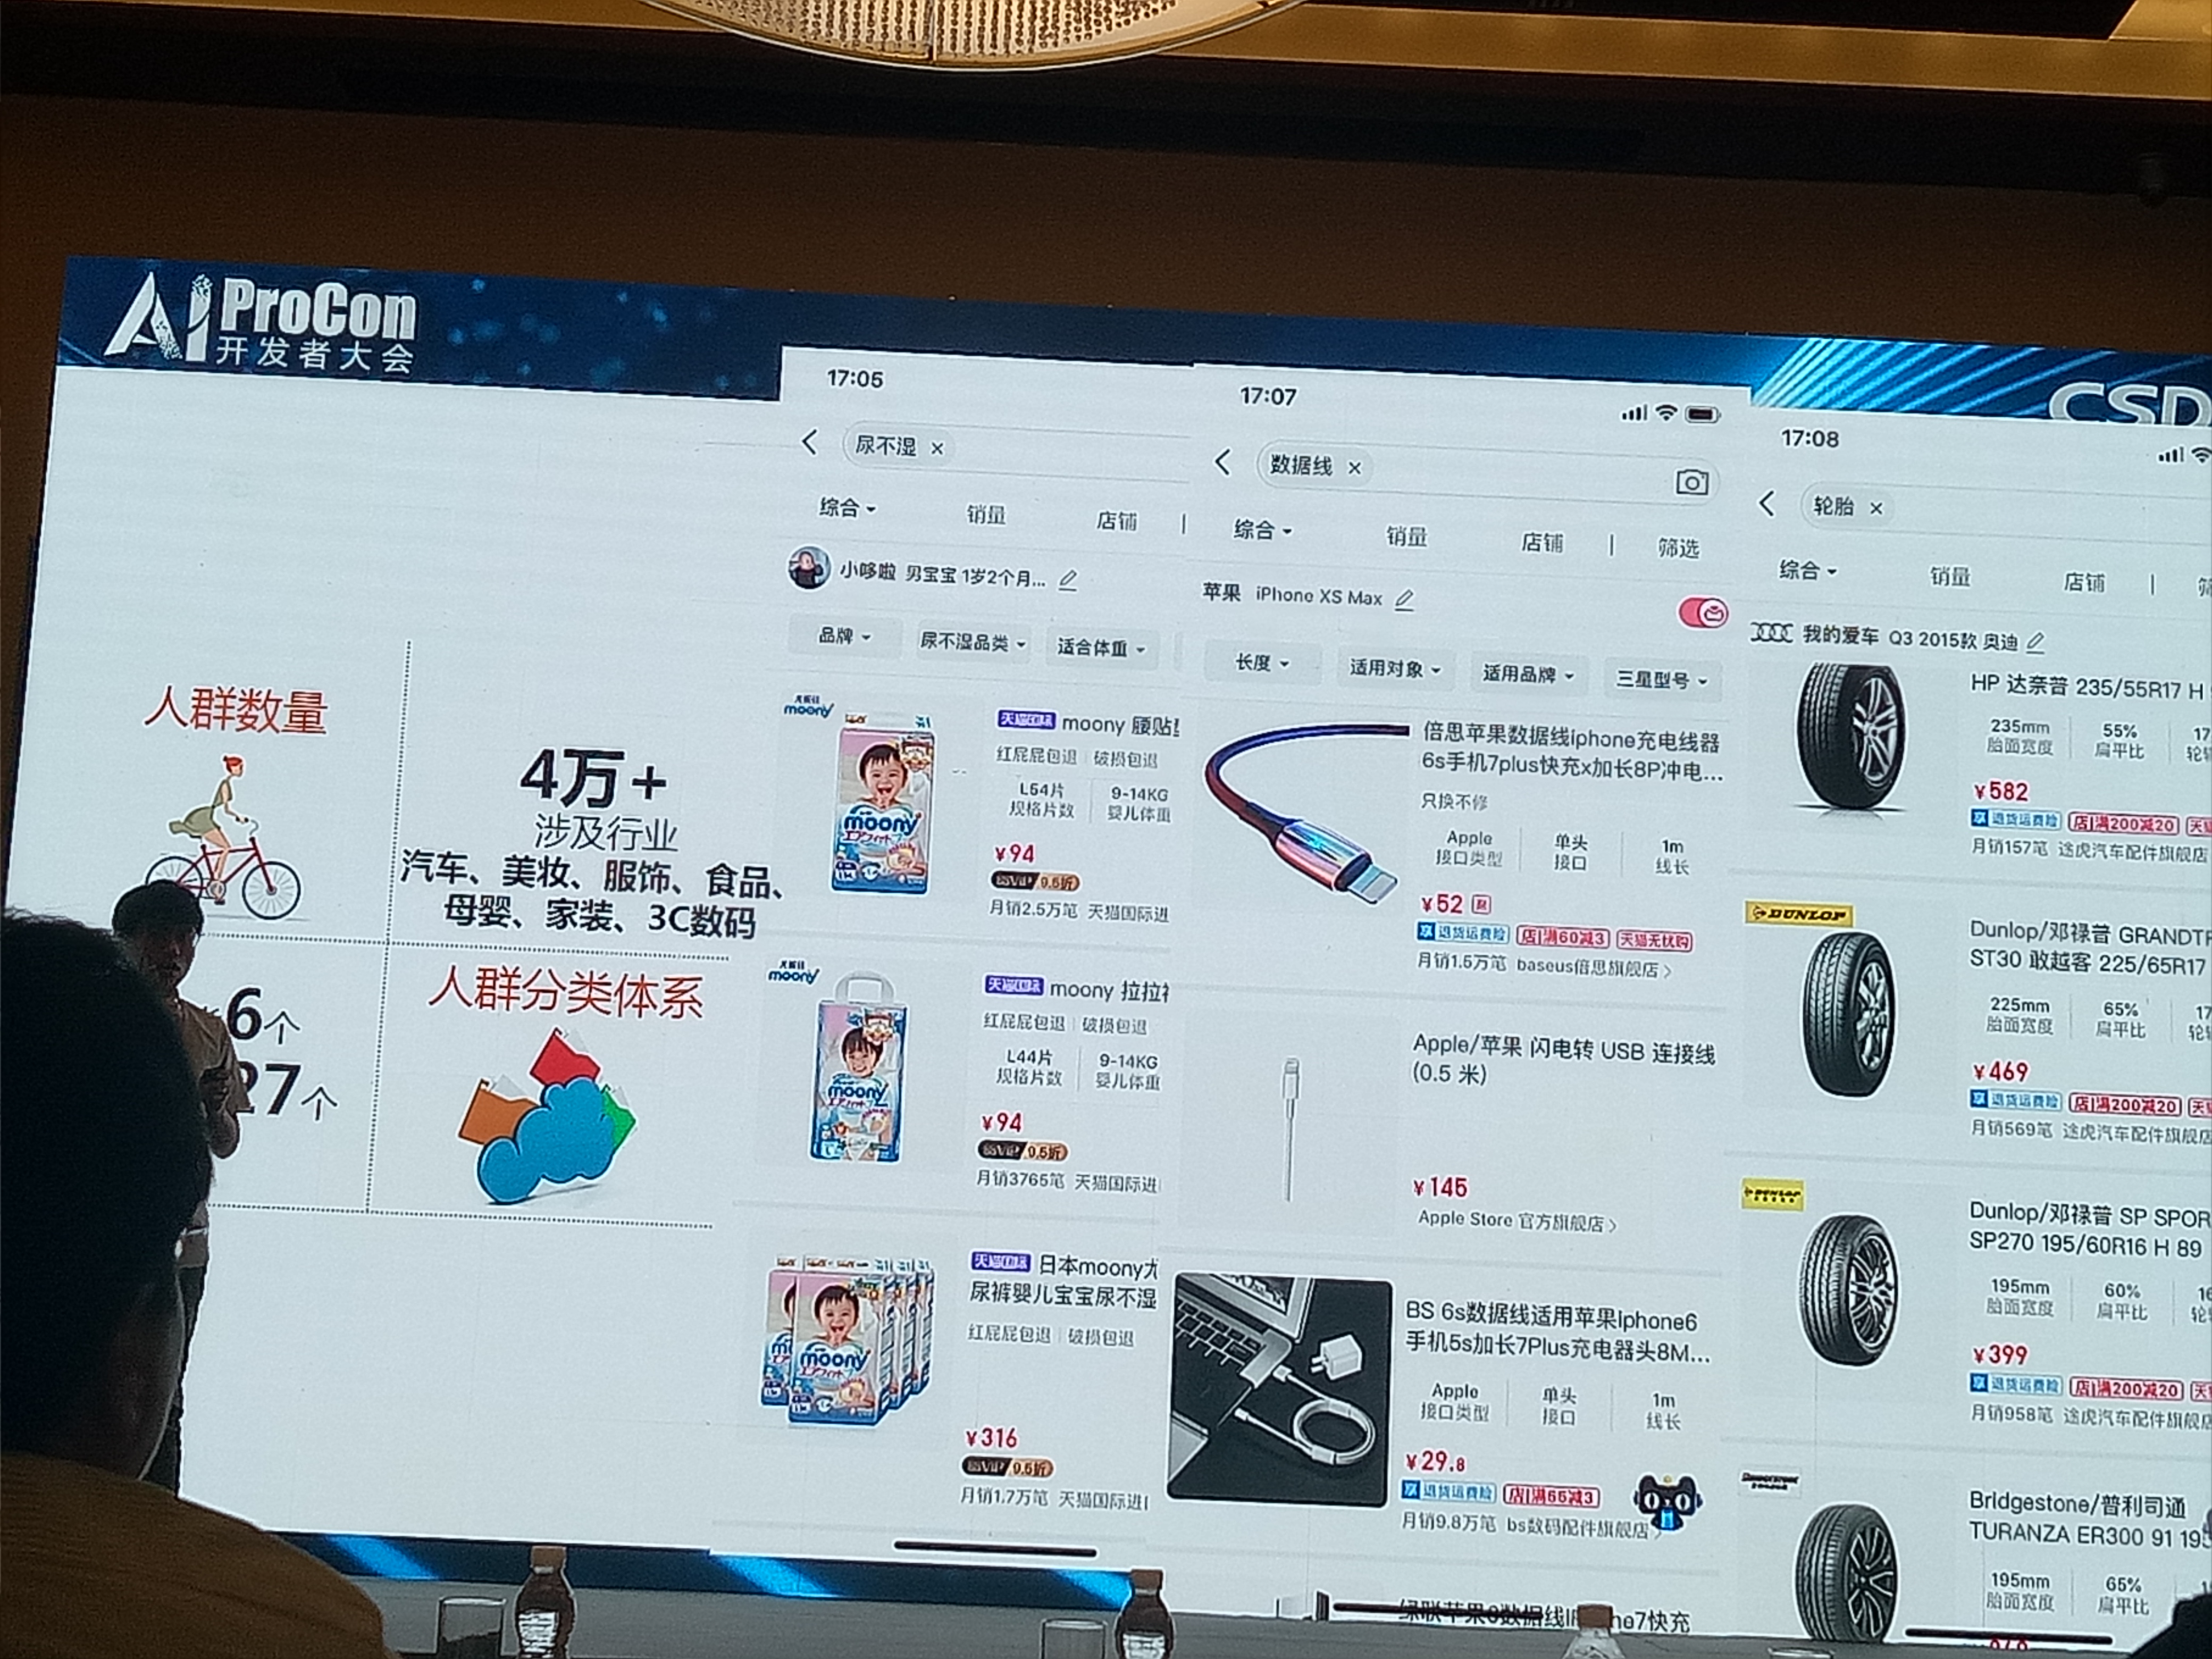 AI ProCon
开发者大会
CSD
人群数量
4万+
涉及行业
汽车、美妆、服饰、食品、
母婴、家装、3C数码
6个
27个
人群分类体系
17:05
尿不湿 ×
综合 销量 店铺
小哆啦 男宝宝 1岁2个月...
品牌 尿不湿品类 适合体重
moony
天猫国际 moony 腰贴
红屁屁包退 破损包退
L54片 9-14KG
规格片数 婴儿体重
moony
¥94
88VIP 9.5折
月销2.5万笔 天猫国际进
moony
天猫国际 moony 拉拉
红屁屁包退 破损包退
L44片 9-14KG
规格片数 婴儿体重
moony
¥94
88VIP 9.5折
月销3765笔 天猫国际进
天猫国际 日本moony尤
尿裤婴儿宝宝尿不湿
红屁屁包退 破损包退
moony
¥316
88VIP 9.5折
月销1.7万笔 天猫国际进
17:07
数据线 ×
综合 销量 店铺 筛选
苹果 iPhone XS Max
长度 适用对象 适用品牌 三星型号
倍思苹果数据线iphone充电线器
6s手机7plus快充x加长8P冲电...
只换不修
Apple 单头 1m
接口类型 接口 线长
¥52
享 退货运费险 店|满60减3 天猫无忧购
月销1.5万笔 baseus倍思旗舰店 >
Apple/苹果 闪电转 USB 连接线
(0.5 米)
¥145
Apple Store 官方旗舰店 >
BS 6s数据线适用苹果iphone6
手机5s加长7Plus充电器头8M...
Apple 单头 1m
接口类型 接口 线长
¥29.8
享 退货运费险 店|满66减3
月销9.8万笔 bs数码配件旗舰店
绿联苹果6数据线iPhone7快充
17:08
轮胎 ×
综合 销量 店铺
我的爱车 Q3 2015款 奥迪
HP 达奈普 235/55R17 H
235mm 55% 17
胎面宽度 扁平比
¥582
享 退货运费险 店|满200减20
月销157笔 途虎汽车配件旗舰店
DUNLOP
Dunlop/邓禄普 GRANDTR
ST30 敢越客 225/65R17
225mm 65% 17
胎面宽度 扁平比
¥469
享 退货运费险 店|满200减20
月销569笔 途虎汽车配件旗舰店
DUNLOP
Dunlop/邓禄普 SP SPOR
SP270 195/60R16 H 89
195mm 60% 16
胎面宽度 扁平比
¥399
享 退货运费险 店|满200减20
月销958笔 途虎汽车配件旗舰店
Bridgestone/普利司通
TURANZA ER300 91 195
195mm 65%
胎面宽度 扁平比